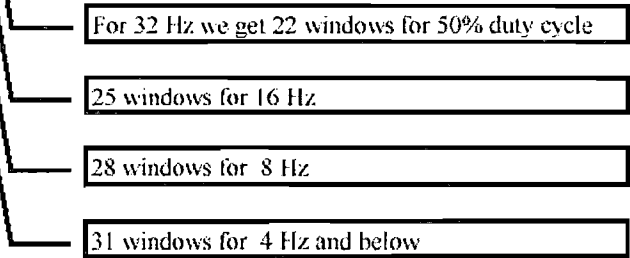 For 32 Hz we get 22 windows for 50% duty cycle
25 windows for 16 Hz
28 windows for 8 Hz
31 windows for 4 Hz and below